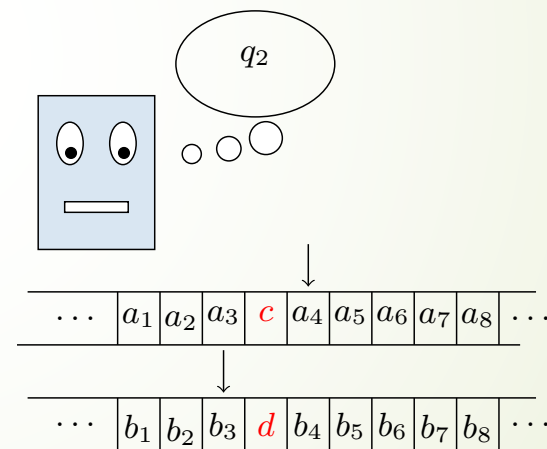 q₂
⋯ a₁ a₂ a₃ c a₄ a₅ a₆ a₇ a₈ ⋯
⋯ b₁ b₂ b₃ d b₄ b₅ b₆ b₇ b₈ ⋯